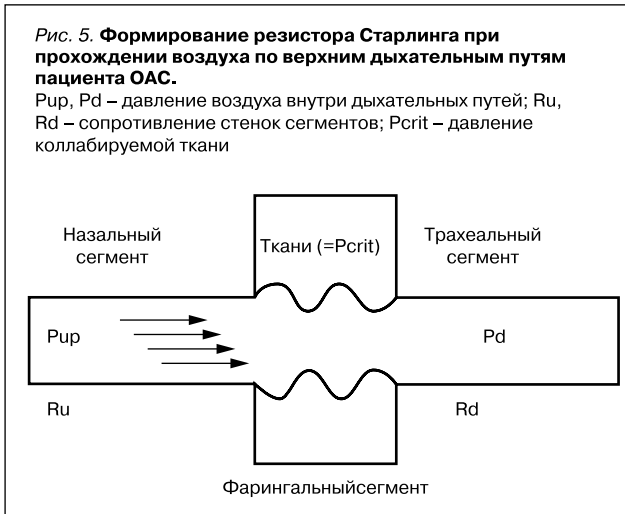 Рис. 5. Формирование резистора Старлинга при
прохождении воздуха по верхним дыхательным путям
пациента ОАС.
Pup, Pd – давление воздуха внутри дыхательных путей; Ru,
Rd – сопротивление стенок сегментов; Pcrit – давление
коллабируемой ткани
Назальный
сегмент
Ткани (=Pcrit)
Трахеальный
сегмент
Pup
Pd
Ru
Rd
Фарингальныйсегмент